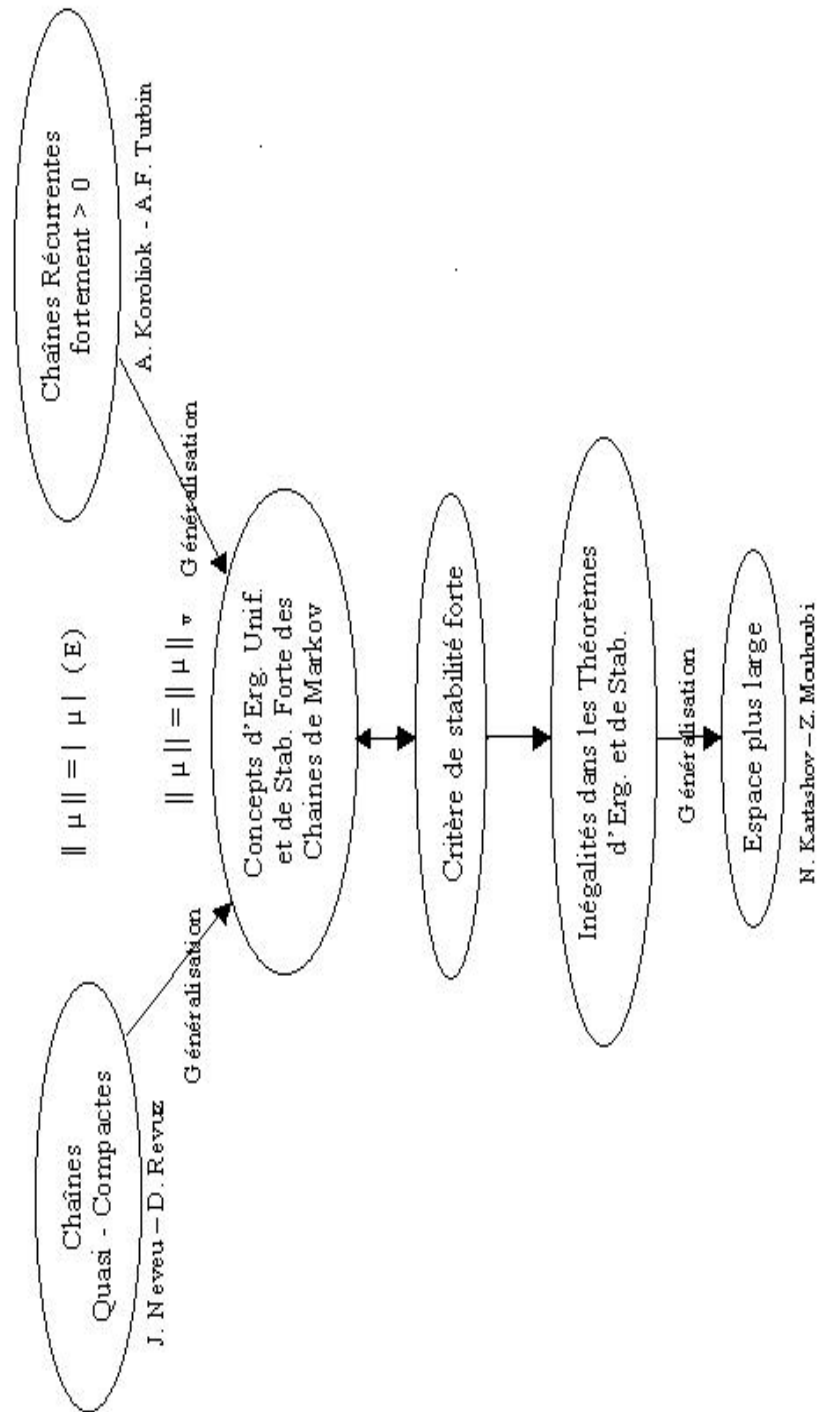 Chaînes
Quasi - Compactes
J. Neveu – D. Revuz
‖ μ ‖ = | μ | (E)
Chaînes Récurrentes
fortement > 0
A. Koroliok - A.F. Turbin
Généralisation
‖ μ ‖ = ‖ μ ‖ᵥ
Généralisation
Concepts d'Erg. Unif.
et de Stab. Forte des
Chaines de Markov
Critère de stabilité forte
Inégalités dans les Théorèmes
d'Erg. et de Stab.
Généralisation
Espace plus large
N. Kartashov – Z. Mouhoubi